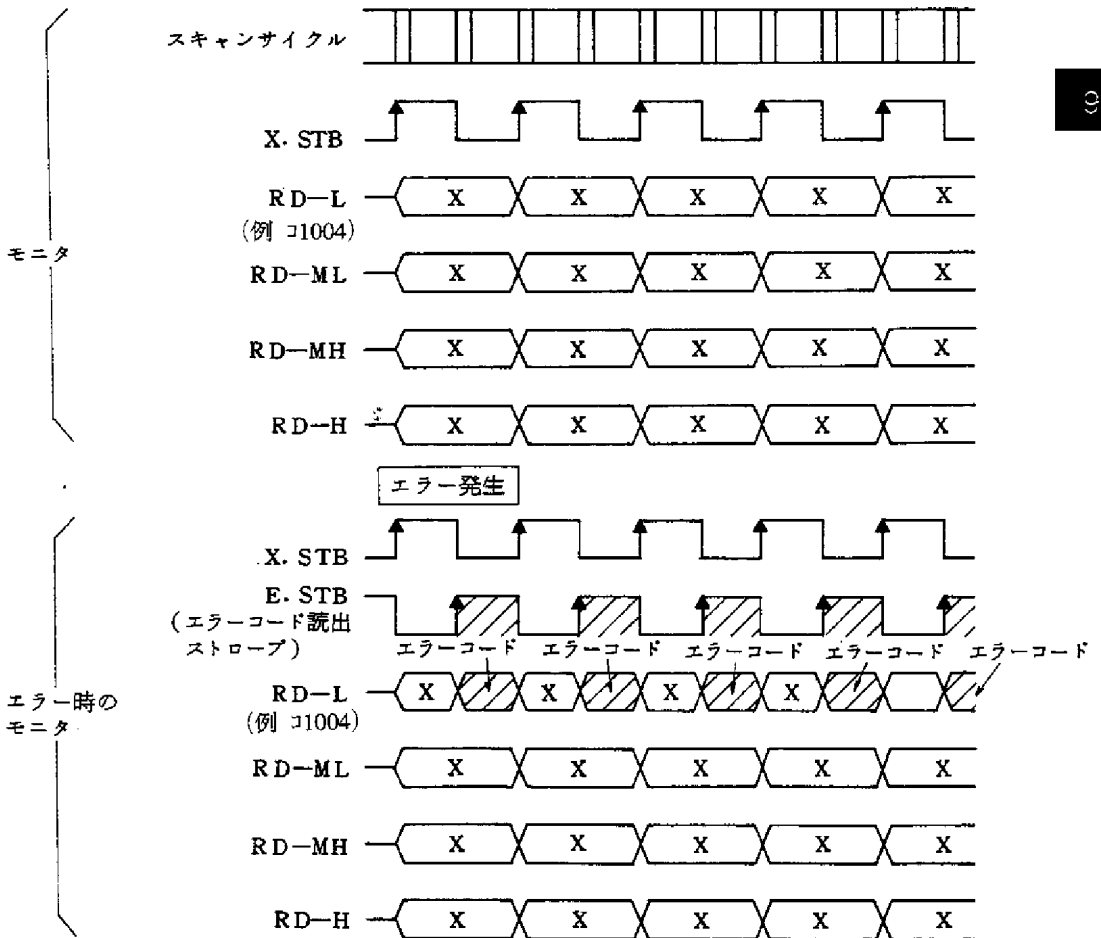 スキャンサイクル
9
X. STB
RD-L X X X X X
(例 コ1004)
モニタ
RD-ML X X X X X
RD-MH X X X X X
RD-H X X X X X
エラー発生
X. STB
E. STB
(エラーコード読出
ストローブ)
エラーコード エラーコード エラーコード エラーコード エラーコード
RD-L X X X X
(例 コ1004)
エラー時の
モニタ
RD-ML X X X X X
RD-MH X X X X X
RD-H X X X X X